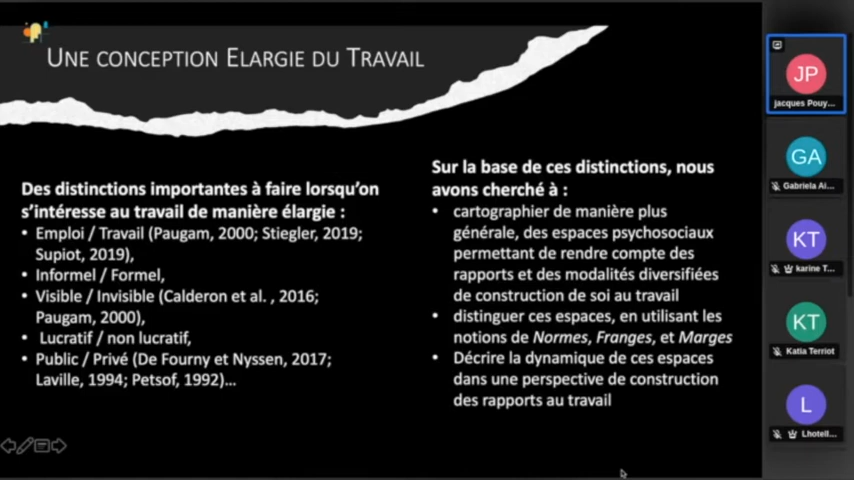 UNE CONCEPTION ELARGIE DU TRAVAIL
Des distinctions importantes à faire lorsqu'on
s'intéresse au travail de manière élargie :
• Emploi / Travail (Paugam, 2000; Stiegler, 2019;
Supiot, 2019),
• Informel / Formel,
• Visible / Invisible (Calderon et al. , 2016;
Paugam, 2000),
• Lucratif / non lucratif,
• Public / Privé (De Fourny et Nyssen, 2017;
Laville, 1994; Petsof, 1992)...
Sur la base de ces distinctions, nous
avons cherché à :
• cartographier de manière plus
générale, des espaces psychosociaux
permettant de rendre compte des
rapports et des modalités diversifiées
de construction de soi au travail
• distinguer ces espaces, en utilisant les
notions de Normes, Franges, et Marges
• Décrire la dynamique de ces espaces
dans une perspective de construction
des rapports au travail
JP
jacques Pouy...
GA
Gabriela Ai...
KT
karine T...
KT
Katia Terriot
L
Lhotell...